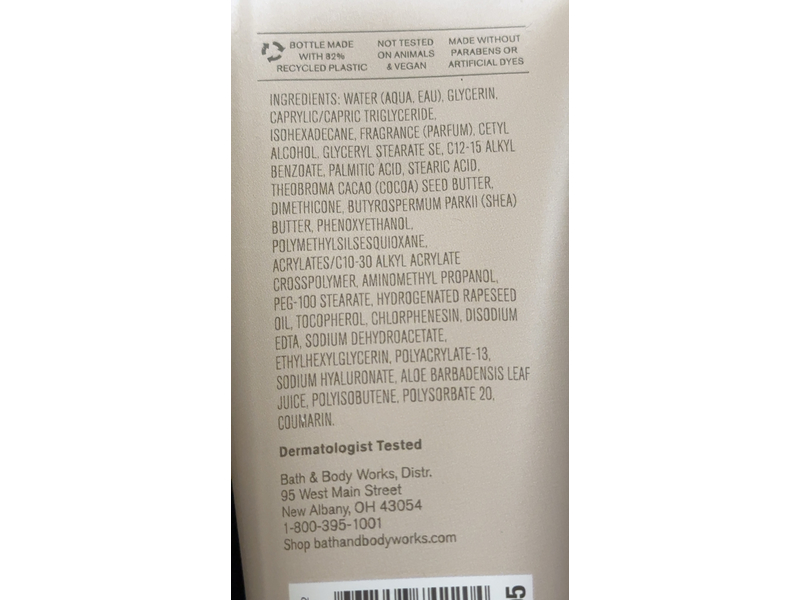 BOTTLE MADE
WITH 82%
RECYCLED PLASTIC
NOT TESTED
ON ANIMALS
& VEGAN
MADE WITHOUT
PARABENS OR
ARTIFICIAL DYES
INGREDIENTS: WATER (AQUA, EAU), GLYCERIN,
CAPRYLIC/CAPRIC TRIGLYCERIDE,
ISOHEXADECANE, FRAGRANCE (PARFUM), CETYL
ALCOHOL, GLYCERYL STEARATE SE, C12-15 ALKYL
BENZOATE, PALMITIC ACID, STEARIC ACID,
THEOBROMA CACAO (COCOA) SEED BUTTER,
DIMETHICONE, BUTYROSPERMUM PARKII (SHEA)
BUTTER, PHENOXYETHANOL,
POLYMETHYLSILSESQUIOXANE,
ACRYLATES/C10-30 ALKYL ACRYLATE
CROSSPOLYMER, AMINOMETHYL PROPANOL,
PEG-100 STEARATE, HYDROGENATED RAPESEED
OIL, TOCOPHEROL, CHLORPHENESIN, DISODIUM
EDTA, SODIUM DEHYDROACETATE,
ETHYLHEXYLGLYCERIN, POLYACRYLATE-13,
SODIUM HYALURONATE, ALOE BARBADENSIS LEAF
JUICE, POLYISOBUTENE, POLYSORBATE 20,
COUMARIN.
Dermatologist Tested
Bath & Body Works, Distr.
95 West Main Street
New Albany, OH 43054
1-800-395-1001
Shop bathandbodyworks.com